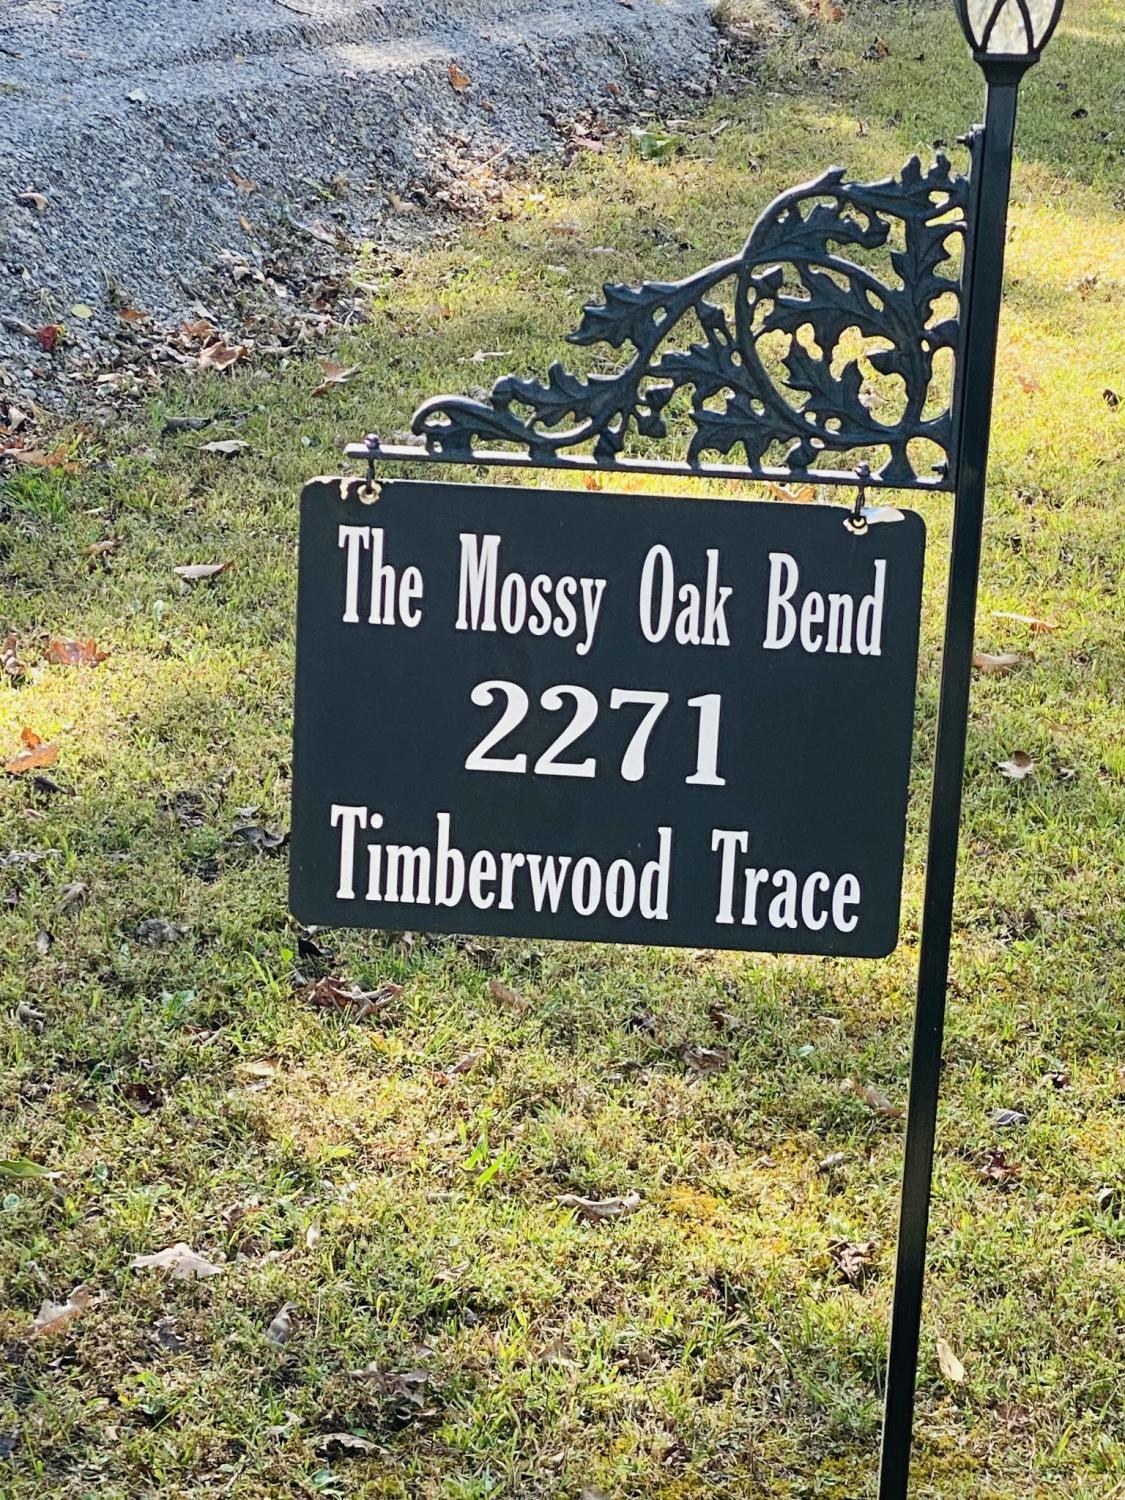 The Mossy Oak Bend
2271
Timberwood Trace